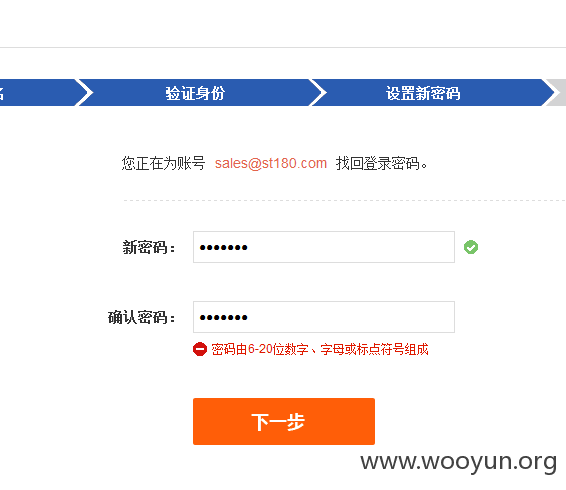 验证身份
设置新密码
您正在为账号 sales@st180.com 找回登录密码。
新密码：•••••••
确认密码：•••••••
密码由6-20位数字、字母或标点符号组成
下一步
www.wooyun.org